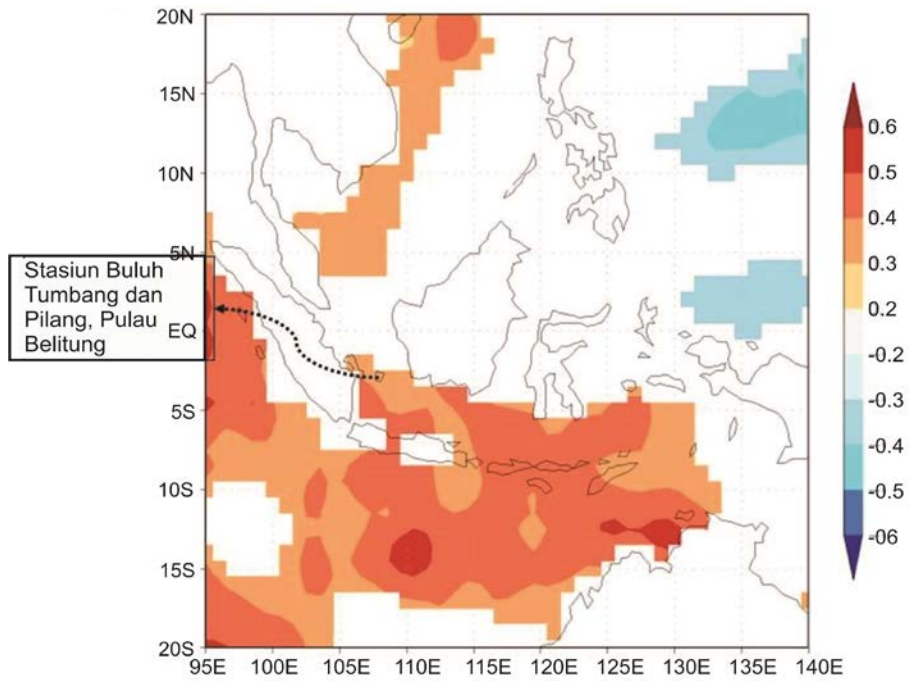 20N
15N
10N
5N
Stasiun Buluh
Tumbang dan
Pilang, Pulau
Belitung
EQ
5S
10S
15S
20S
95E 100E 105E 110E 115E 120E 125E 130E 135E 140E
0.6
0.5
0.4
0.3
0.2
-0.2
-0.3
-0.4
-0.5
-06